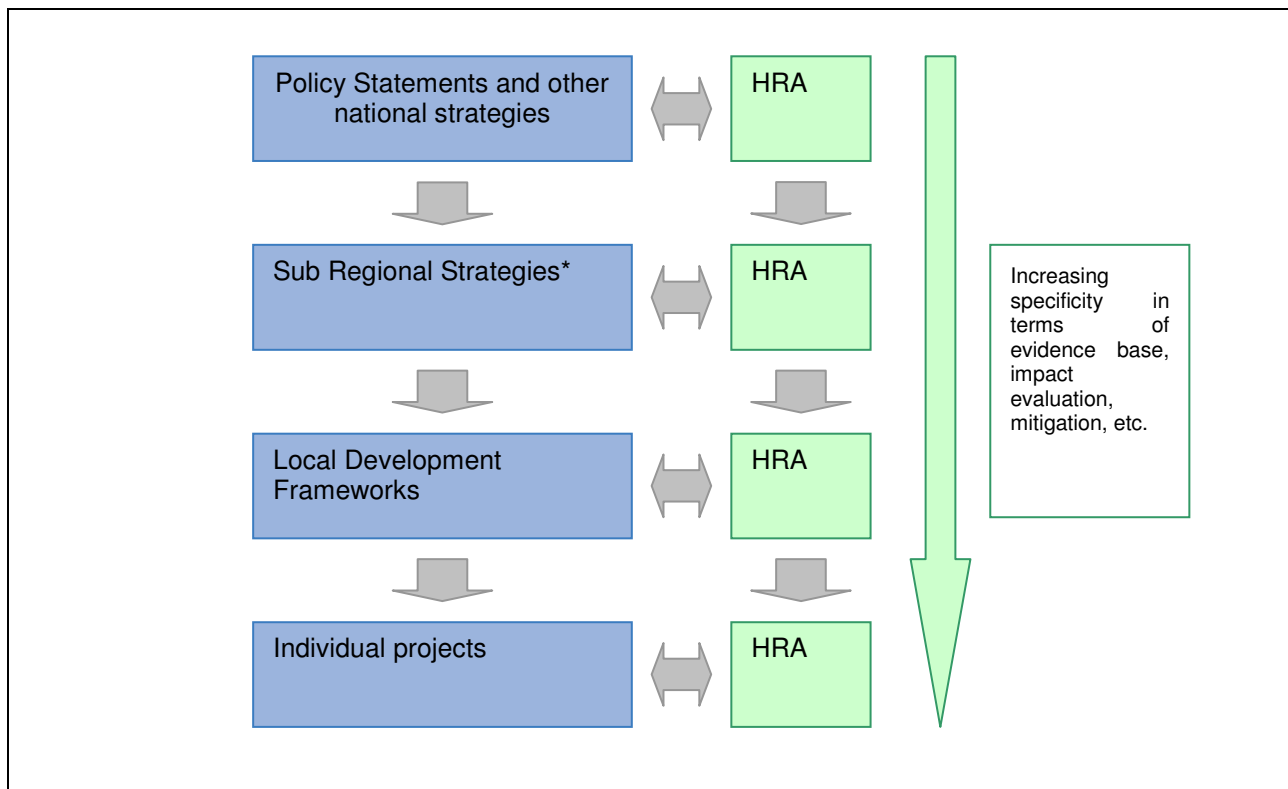 Policy Statements and other
national strategies
HRA
Sub Regional Strategies*
HRA
Increasing
specificity in
terms of
evidence base,
impact
evaluation,
mitigation, etc.
Local Development
Frameworks
HRA
Individual projects
HRA